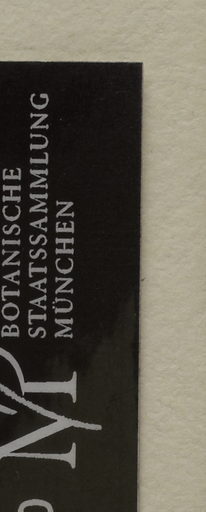 BOTANISCHE
STAATSSAMMLUNG
MÜNCHEN
M